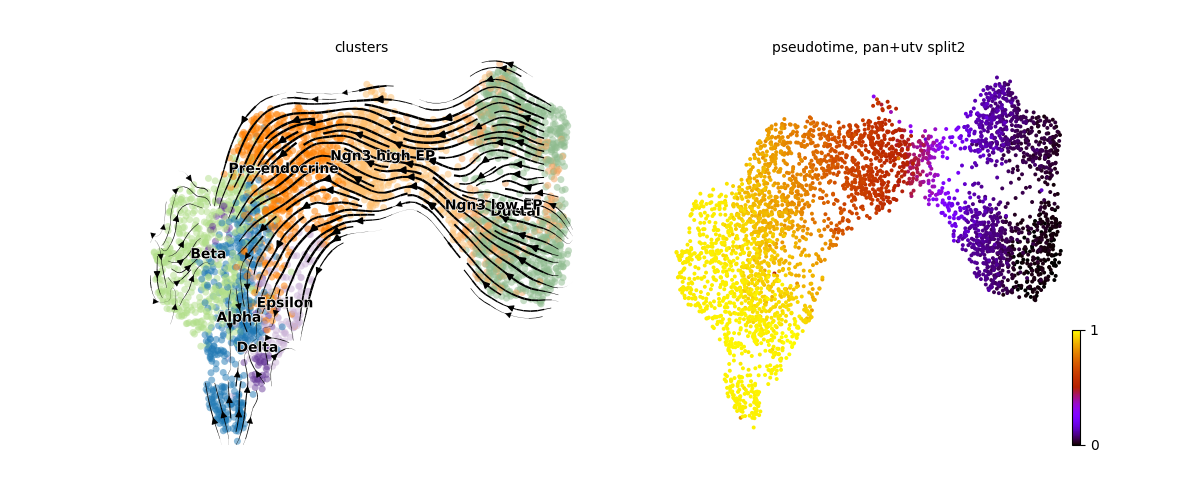 clusters
pseudotime, pan+utv split2
Ngn3 high EP
Pre-endocrine
Ngn3 low EP
Ductal
Beta
Epsilon
Alpha
Delta
1
0